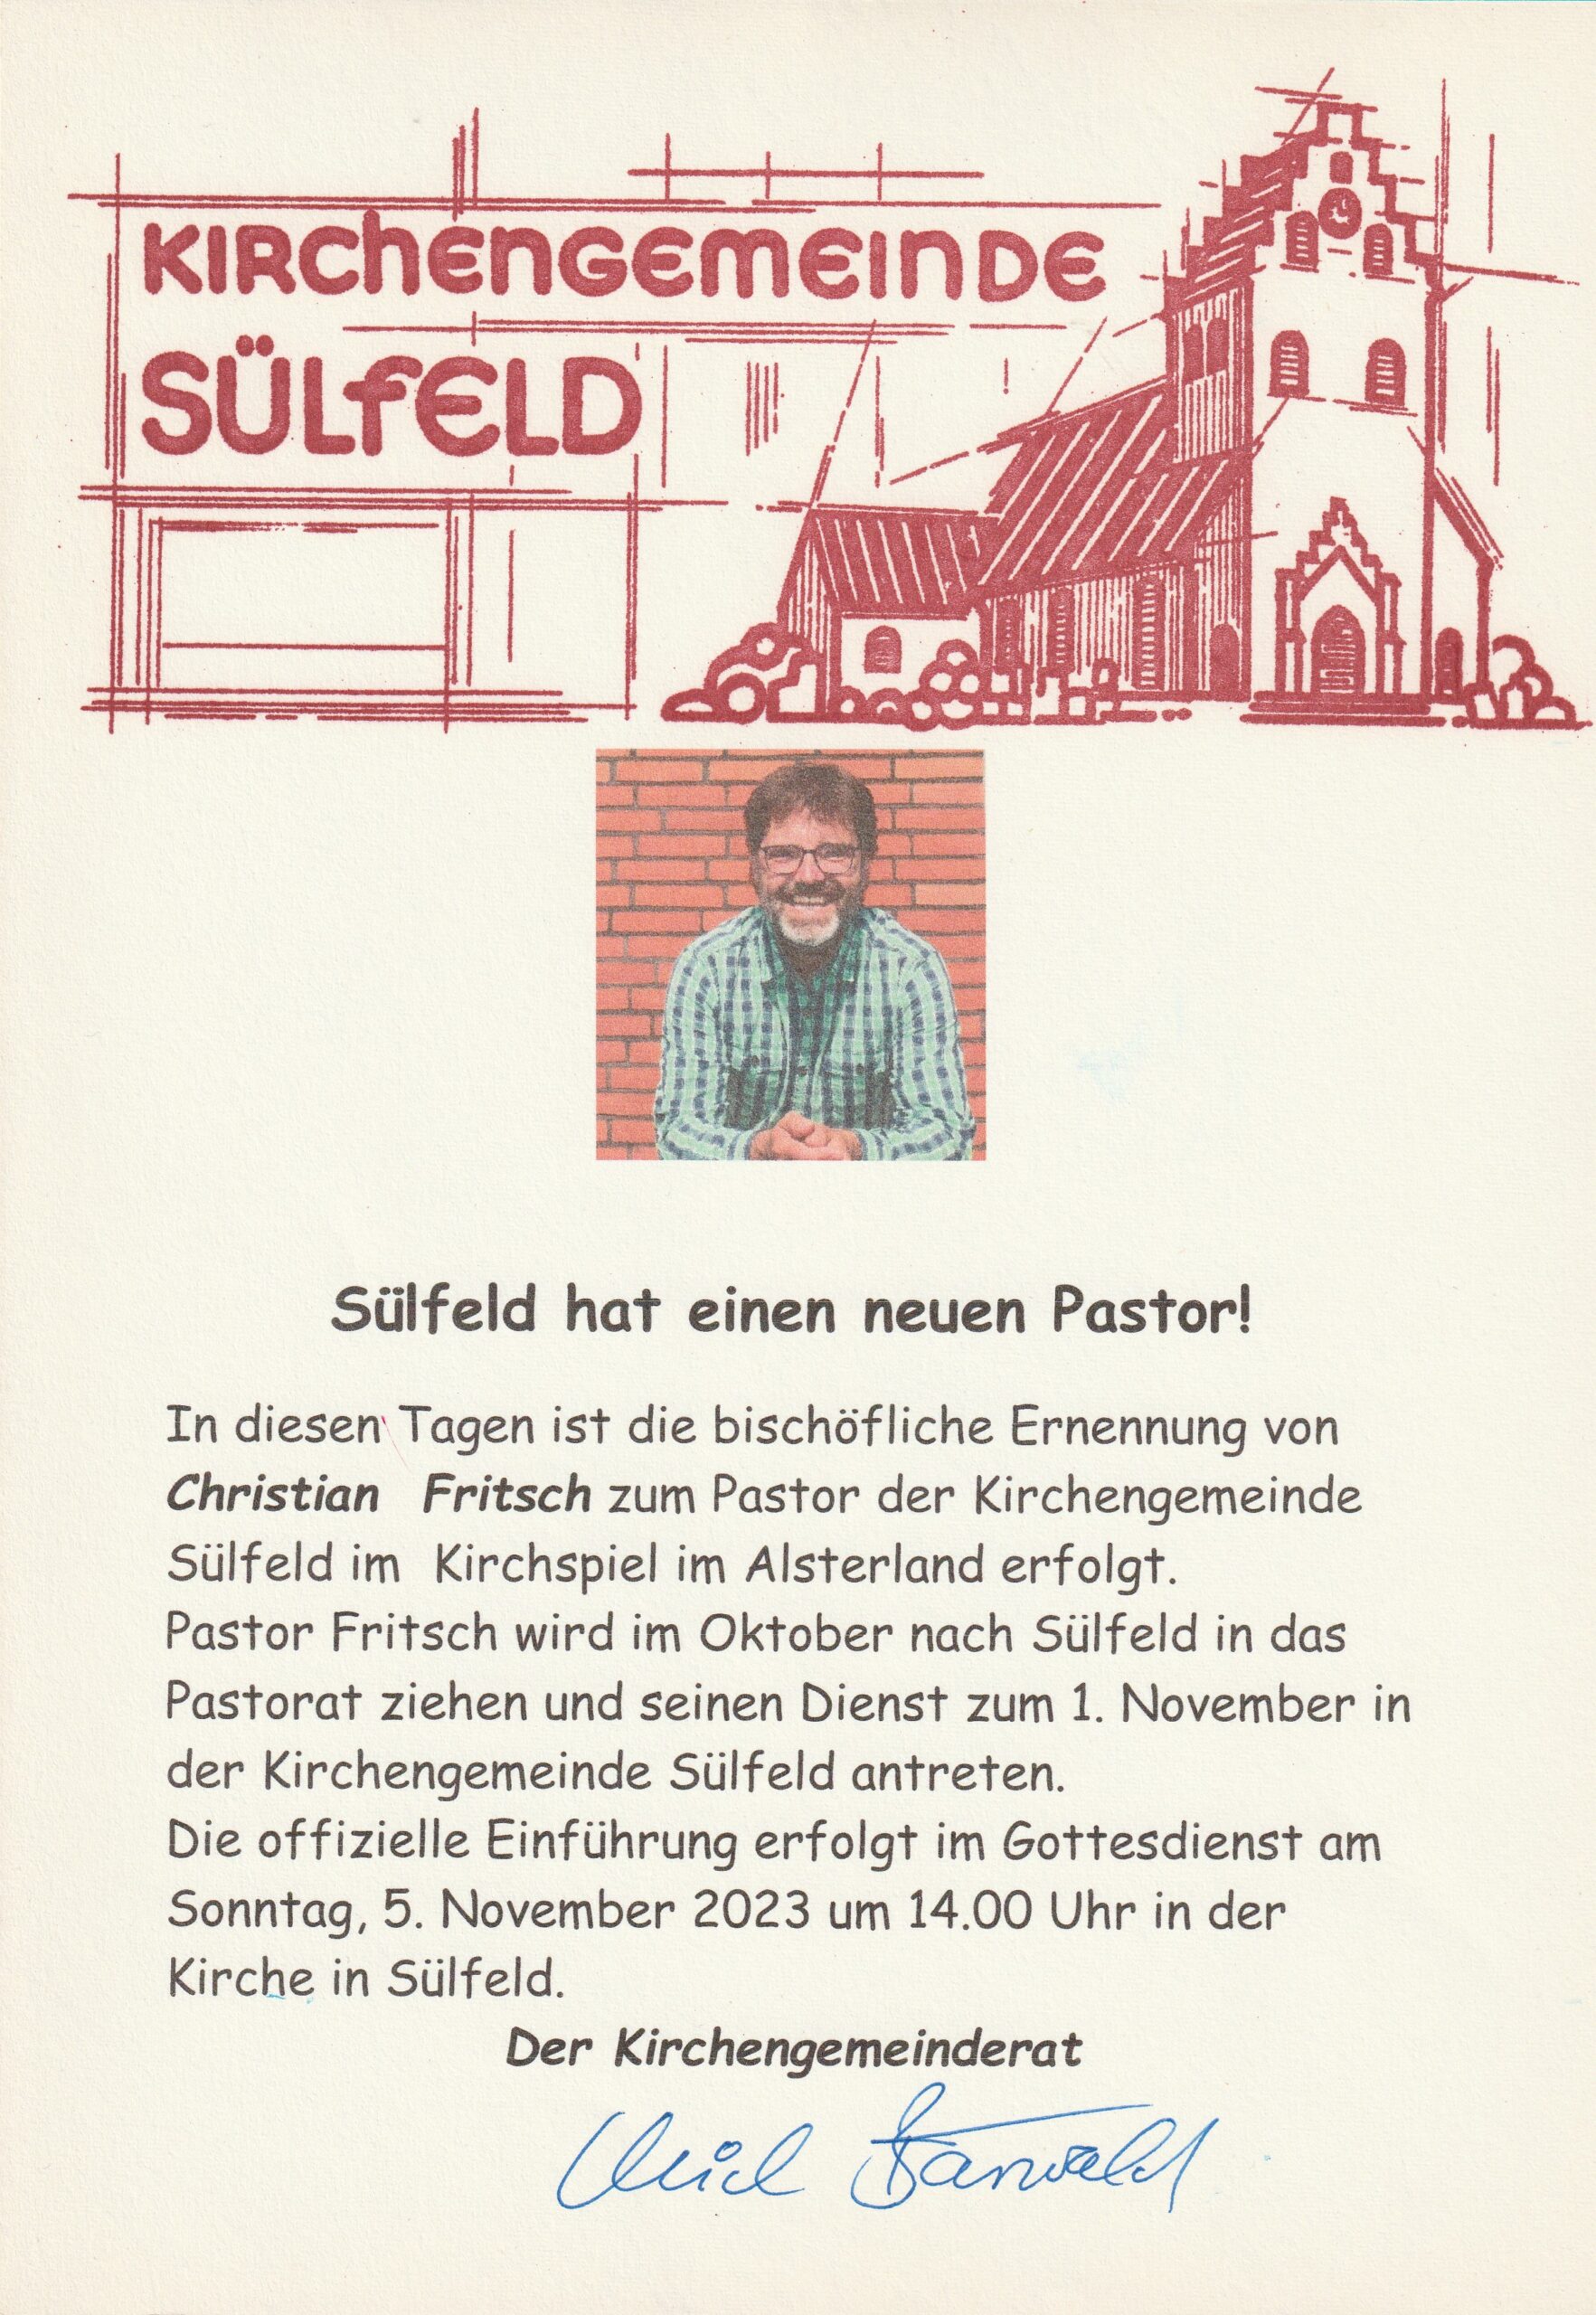 KIRChENGEMEINDE
SÜLfELD
Sülfeld hat einen neuen Pastor!
In diesen Tagen ist die bischöfliche Ernennung von
Christian Fritsch zum Pastor der Kirchengemeinde
Sülfeld im Kirchspiel im Alsterland erfolgt.
Pastor Fritsch wird im Oktober nach Sülfeld in das
Pastorat ziehen und seinen Dienst zum 1. November in
der Kirchengemeinde Sülfeld antreten.
Die offizielle Einführung erfolgt im Gottesdienst am
Sonntag, 5. November 2023 um 14.00 Uhr in der
Kirche in Sülfeld.
Der Kirchengemeinderat